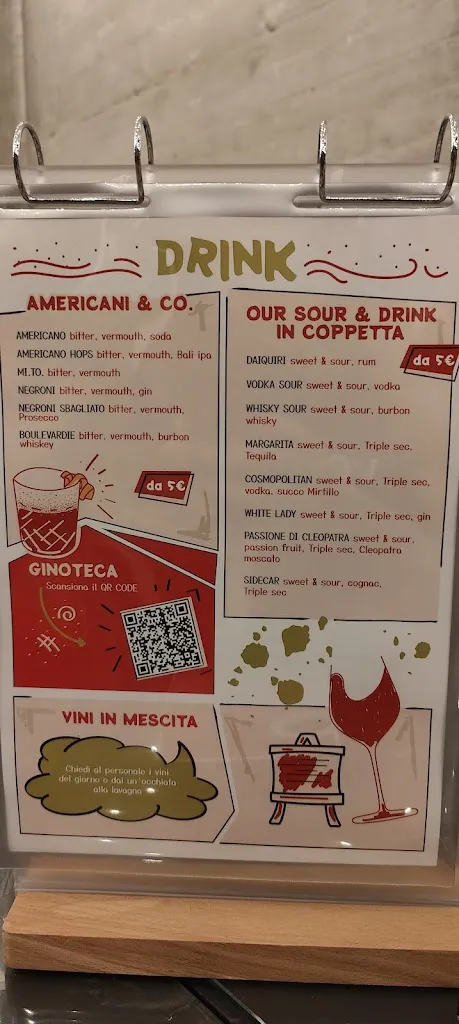 DRINK
AMERICANI & CO.
AMERICANO bitter, vermouth, soda
AMERICANO HOPS bitter, vermouth, Bali ipa
MI.TO. bitter, vermouth
NEGRONI bitter, vermouth, gin
NEGRONI SBAGLIATO bitter, vermouth,
Prosecco
BOULEVARDIE bitter, vermouth, burbon
whiskey
da 5€
GINOTECA
Scansiona il QR CODE
VINI IN MESCITA
Chiedi al personale i vini
del giorno o dai un'occhiata
alla lavagna
OUR SOUR & DRINK
IN COPPETTA
da 5€
DAIQUIRI sweet & sour, rum
VODKA SOUR sweet & sour, vodka
WHISKY SOUR sweet & sour, burbon
whisky
MARGARITA sweet & sour, Triple sec,
Tequila
COSMOPOLITAN sweet & sour, Triple sec,
vodka, succo Mirtillo
WHITE LADY sweet & sour, Triple sec, gin
PASSIONE DI CLEOPATRA sweet & sour,
passion fruit, Triple sec, Cleopatra
moscato
SIDECAR sweet & sour, cognac,
Triple sec